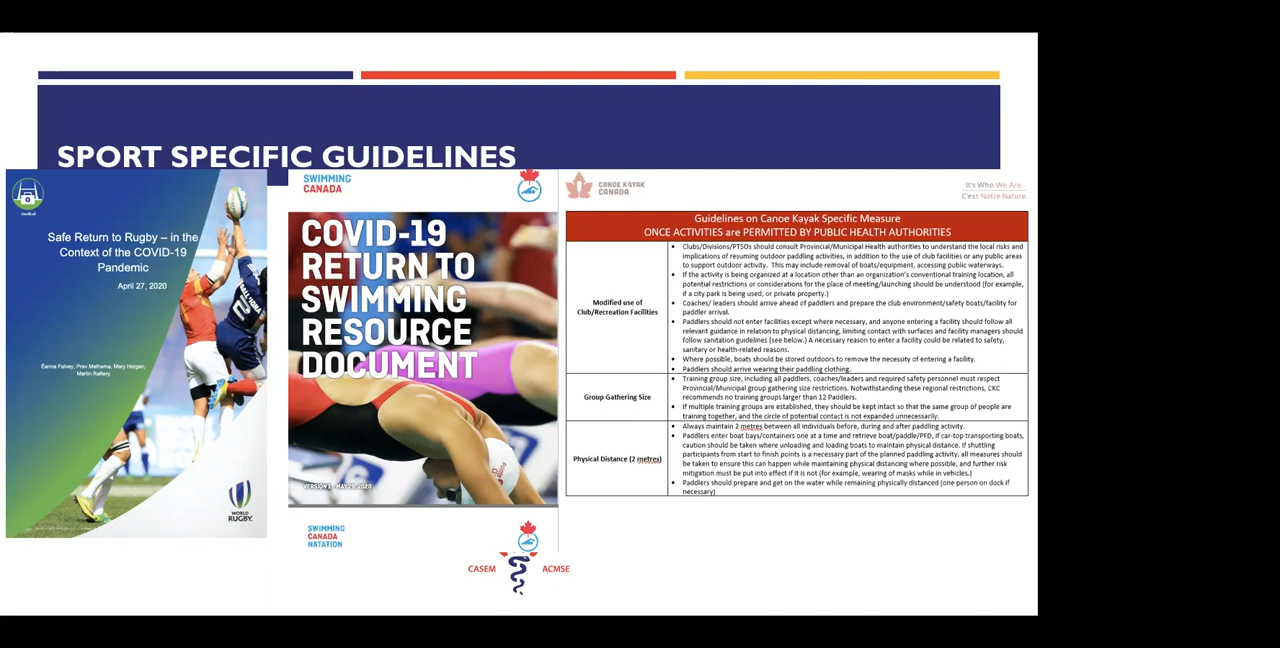 SPORT SPECIFIC GUIDELINES
Medical
Safe Return to Rugby – in the
Context of the COVID-19
Pandemic
April 27, 2020
Éanna Falvey, Prav Mathema, Mary Horgan,
Martin Raftery
WORLD
RUGBY.
SWIMMING
CANADA
COVID-19
RETURN TO
SWIMMING
RESOURCE
DOCUMENT
SWIMMING
CANADA
NATATION
CANOE KAYAK
CANADA
It's Who We Are.
C'est Notre Nature.
Guidelines on Canoe Kayak Specific Measure
ONCE ACTIVITIES are PERMITTED BY PUBLIC HEALTH AUTHORITIES
Modified use of
Club/Recreation Facilities
• Clubs/Divisions/PTSOs should consult Provincial/Municipal Health authorities to understand the local risks and
implications of resuming outdoor paddling activities, in addition to the use of club facilities or any public areas
to support outdoor activity. This may include removal of boats/equipment, accessing public waterways.
• If the activity is being organized at a location other than an organization's conventional training location, all
potential restrictions or considerations for the place of meeting/launching should be understood (for example,
if a city park is being used, or private property.)
• Coaches/ leaders should arrive ahead of paddlers and prepare the club environment/safety boats/facility for
paddler arrival.
• Paddlers should not enter facilities except where necessary, and anyone entering a facility should follow all
relevant guidance in relation to physical distancing, limiting contact with surfaces and facility managers should
follow sanitation guidelines (see below.) A necessary reason to enter a facility could be related to safety,
sanitary or health-related reasons.
• Where possible, boats should be stored outdoors to remove the necessity of entering a facility.
• Paddlers should arrive wearing their paddling clothing.
Group Gathering Size
• Training group size, including all paddlers, coaches/leaders and required safety personnel must respect
Provincial/Municipal group gathering size restrictions. Notwithstanding these regional restrictions, CKC
recommends no training groups larger than 12 Paddlers.
• If multiple training groups are established, they should be kept intact so that the same group of people are
training together, and the circle of potential contact is not expanded unnecessarily.
Physical Distance (2 metres)
• Always maintain 2 metres between all individuals before, during and after paddling activity.
• Paddlers enter boat bays/containers one at a time and retrieve boat/paddle/PFD, if car-top transporting boats,
caution should be taken where unloading and loading boats to maintain physical distance. If shuttling
participants from start to finish points is a necessary part of the planned paddling activity, all measures should
be taken to ensure this can happen while maintaining physical distancing where possible, and further risk
mitigation must be put into effect if it is not (for example, wearing of masks while in vehicles.)
• Paddlers should prepare and get on the water while remaining physically distanced (one person on dock if
necessary)
CASEM ACMSE